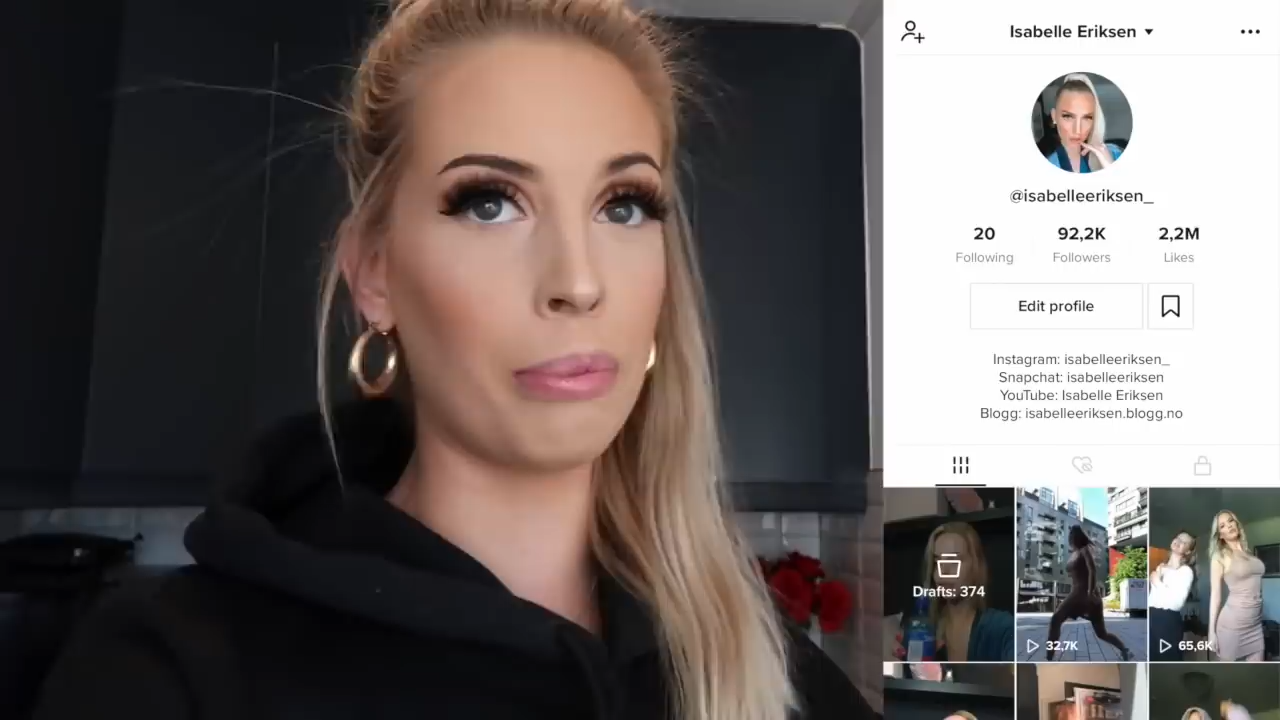 Isabelle Eriksen
@isabelleeriksen_
20 92,2K 2,2M
Following Followers Likes
Edit profile
Instagram: isabelleeriksen_
Snapchat: isabelleeriksen
YouTube: Isabelle Eriksen
Blogg: isabelleeriksen.blogg.no
Drafts: 374
32,7K
65,6K